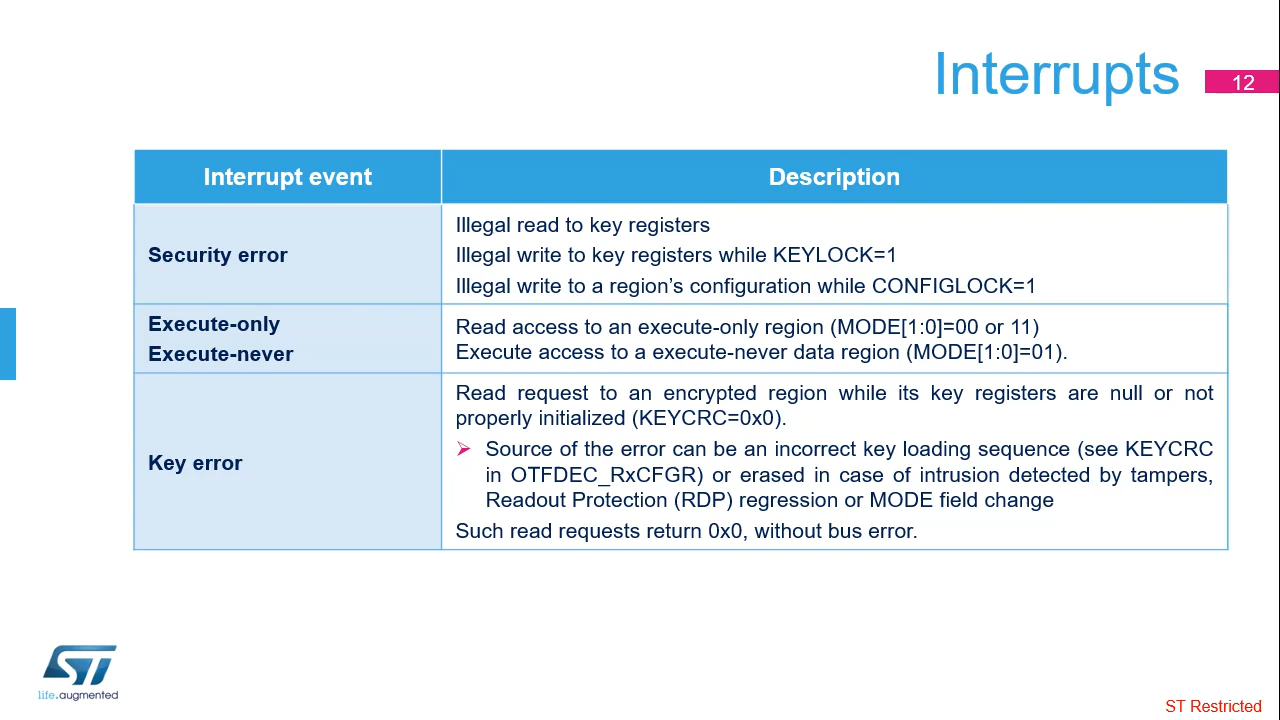 Interrupts
12
Interrupt event
Description
Security error
Illegal read to key registers
Illegal write to key registers while KEYLOCK=1
Illegal write to a region’s configuration while CONFIGLOCK=1
Execute-only
Execute-never
Read access to an execute-only region (MODE[1:0]=00 or 11)
Execute access to a execute-never data region (MODE[1:0]=01).
Key error
Read request to an encrypted region while its key registers are null or not
properly initialized (KEYCRC=0x0).
Source of the error can be an incorrect key loading sequence (see KEYCRC
in OTFDEC_RxCFGR) or erased in case of intrusion detected by tampers,
Readout Protection (RDP) regression or MODE field change
Such read requests return 0x0, without bus error.
ST
life.augmented
ST Restricted